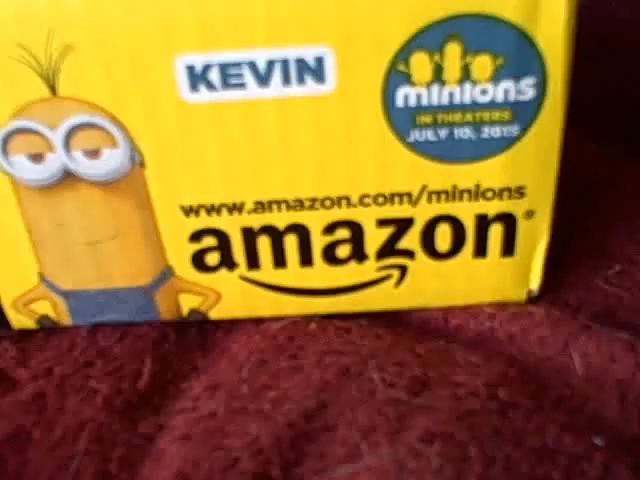 KEVIN
minions
IN THEATERS
JULY 10, 2015
www.amazon.com/minions
amazon®